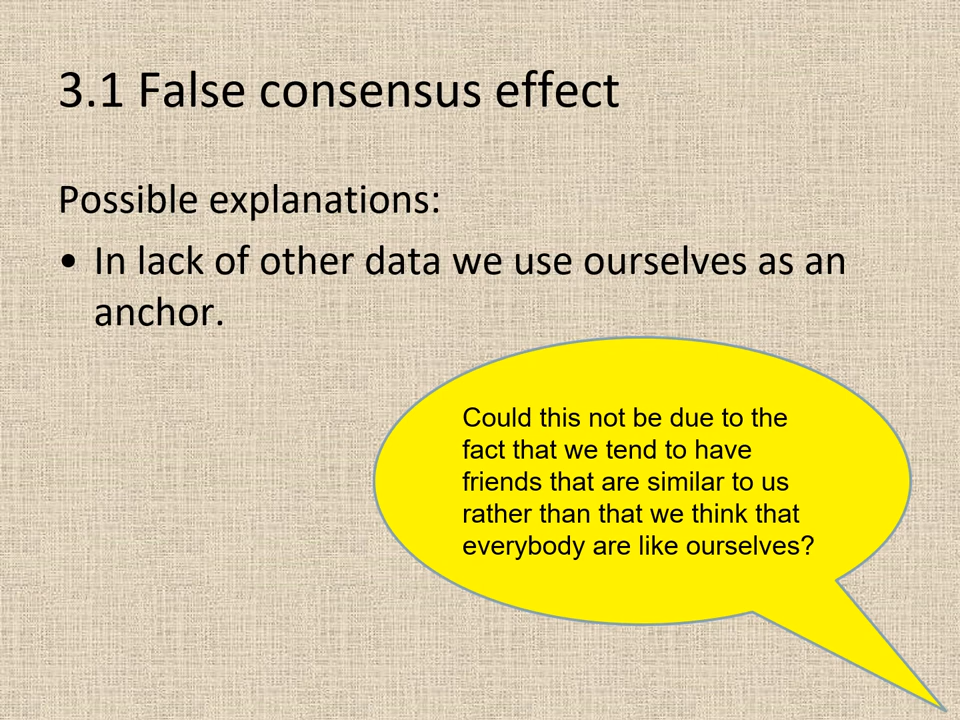 3.1 False consensus effect
Possible explanations:
• In lack of other data we use ourselves as an
anchor.
Could this not be due to the
fact that we tend to have
friends that are similar to us
rather than that we think that
everybody are like ourselves?